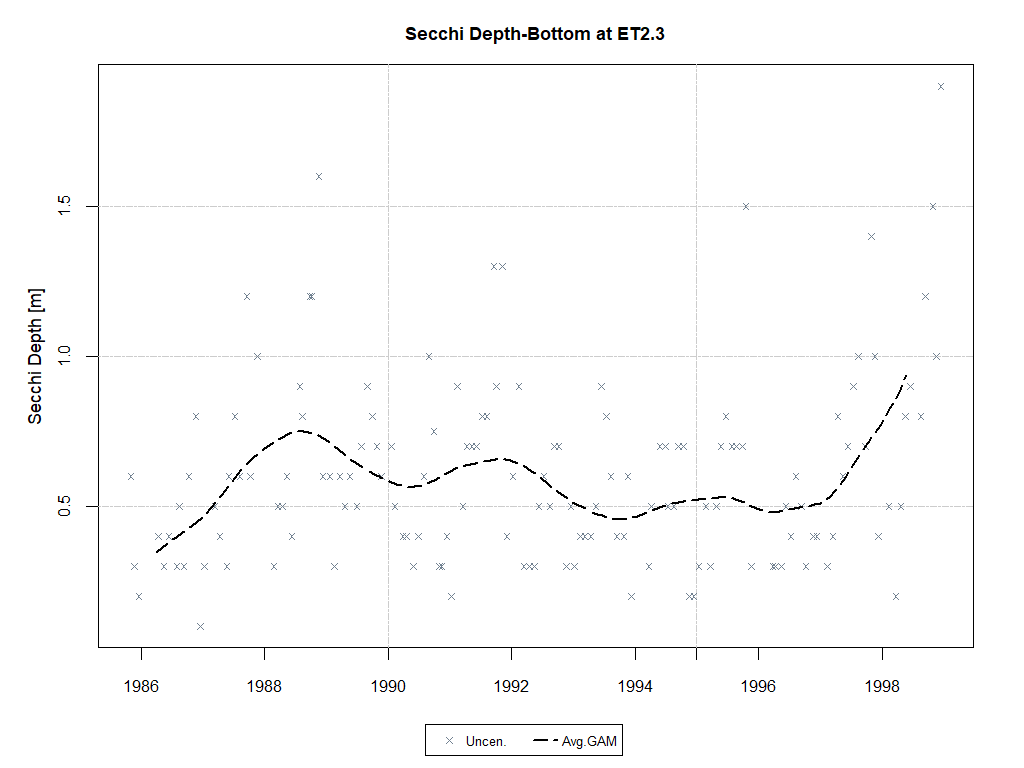 Secchi Depth-Bottom at ET2.3
Secchi Depth [m]
1.5
1.0
0.5
1986 1988 1990 1992 1994 1996 1998
Uncen. Avg.GAM